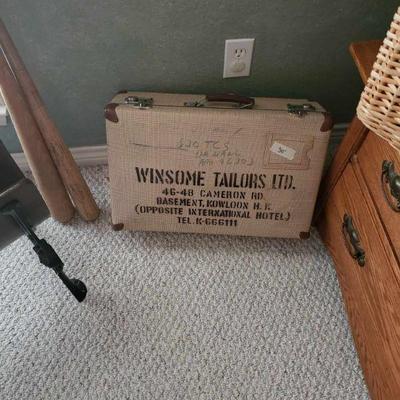 WINSOME TAILORS LTD.
46-48 CAMERON RD.
BASEMENT, KOWLOON H.K.
(OPPOSITE INTERNATIONAL HOTEL)
TEL. K-666111